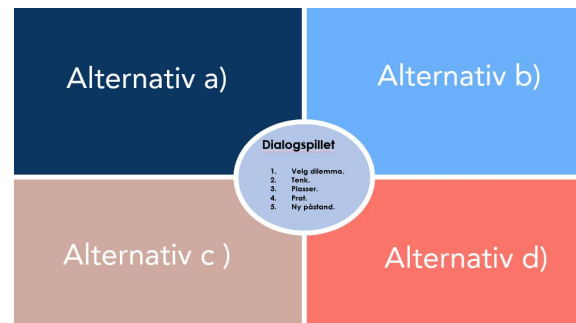 Alternativ a)
Alternativ b)
Dialogspillet
1. Velg dilemma.
2. Tenk.
3. Plasser.
4. Prat.
5. Ny påstand.
Alternativ c )
Alternativ d)